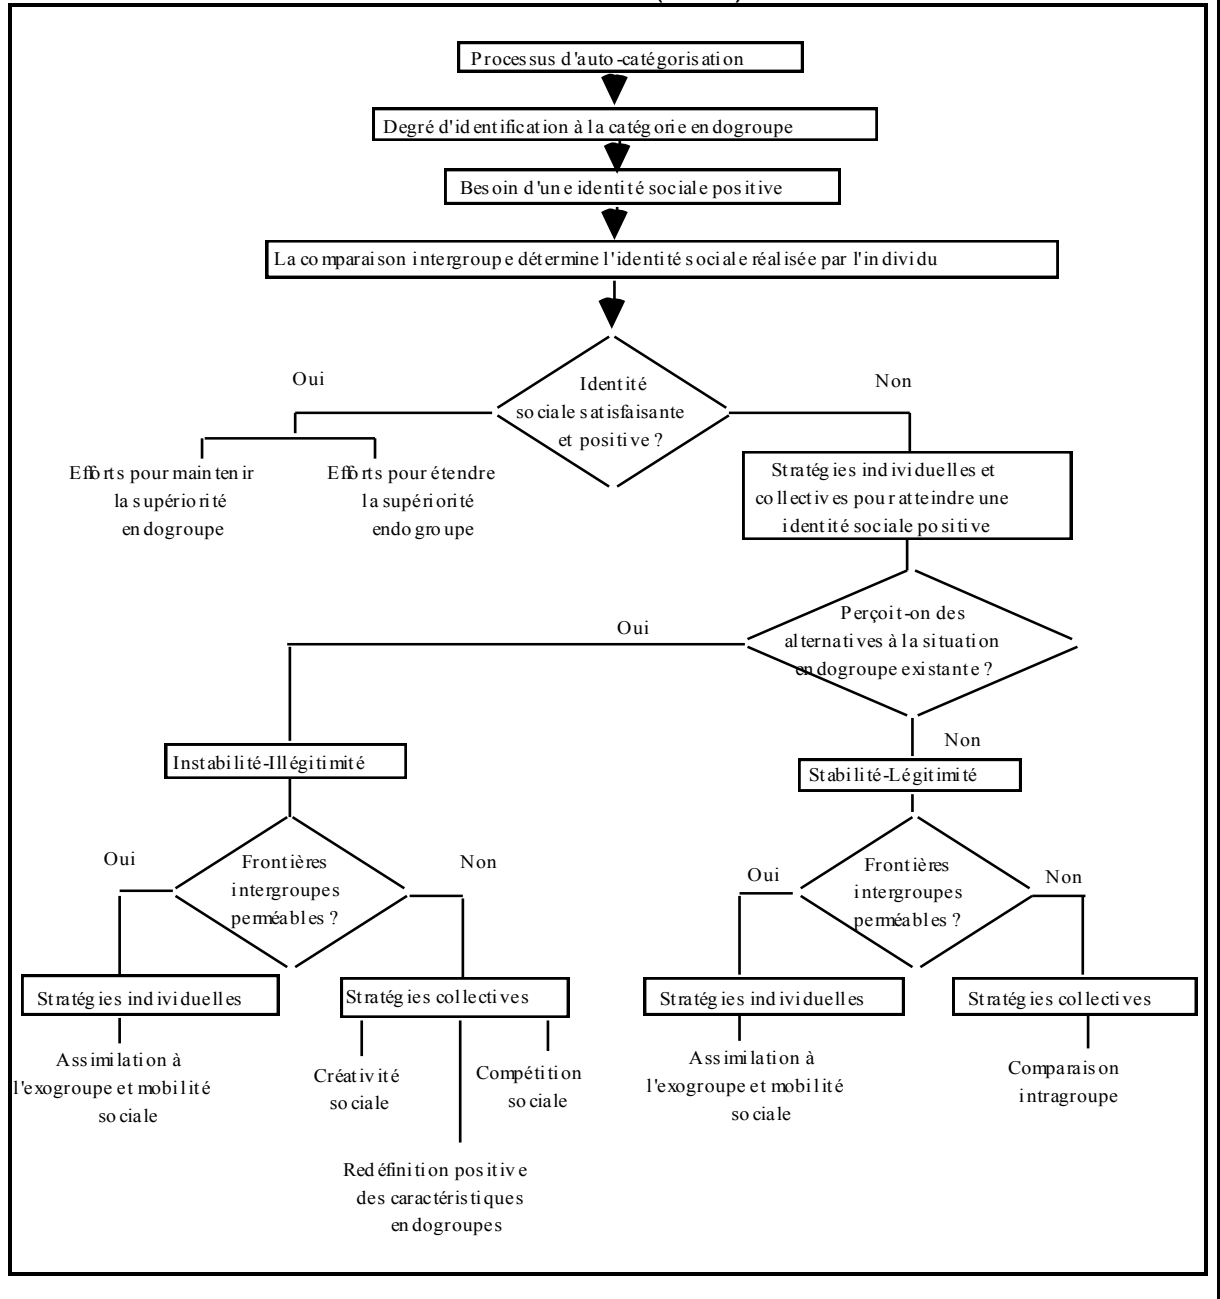 Processus d'auto-catégorisation
Degré d'identification à la catégorie endogroupe
Besoin d'une identité sociale positive
La comparaison intergroupe détermine l'identité sociale réalisée par l'individu
Oui
Identité
sociale satisfaisante
et positive ?
Non
Efforts pour maintenir
la supériorité
endogroupe
Efforts pour étendre
la supériorité
endogroupe
Stratégies individuelles et
collectives pour atteindre une
identité sociale positive
Oui
Perçoit-on des
alternatives à la situation
endogroupe existante ?
Non
Instabilité-Illégitimité
Stabilité-Légitimité
Oui
Frontières
intergroupes
perméables ?
Non
Oui
Frontières
intergroupes
perméables ?
Non
Stratégies individuelles
Stratégies collectives
Stratégies individuelles
Stratégies collectives
Assimilation à
l'exogroupe et mobilité
sociale
Créativité
sociale
Compétition
sociale
Redéfinition positive
des caractéristiques
endogroupes
Assimilation à
l'exogroupe et mobilité
sociale
Comparaison
intragroupe